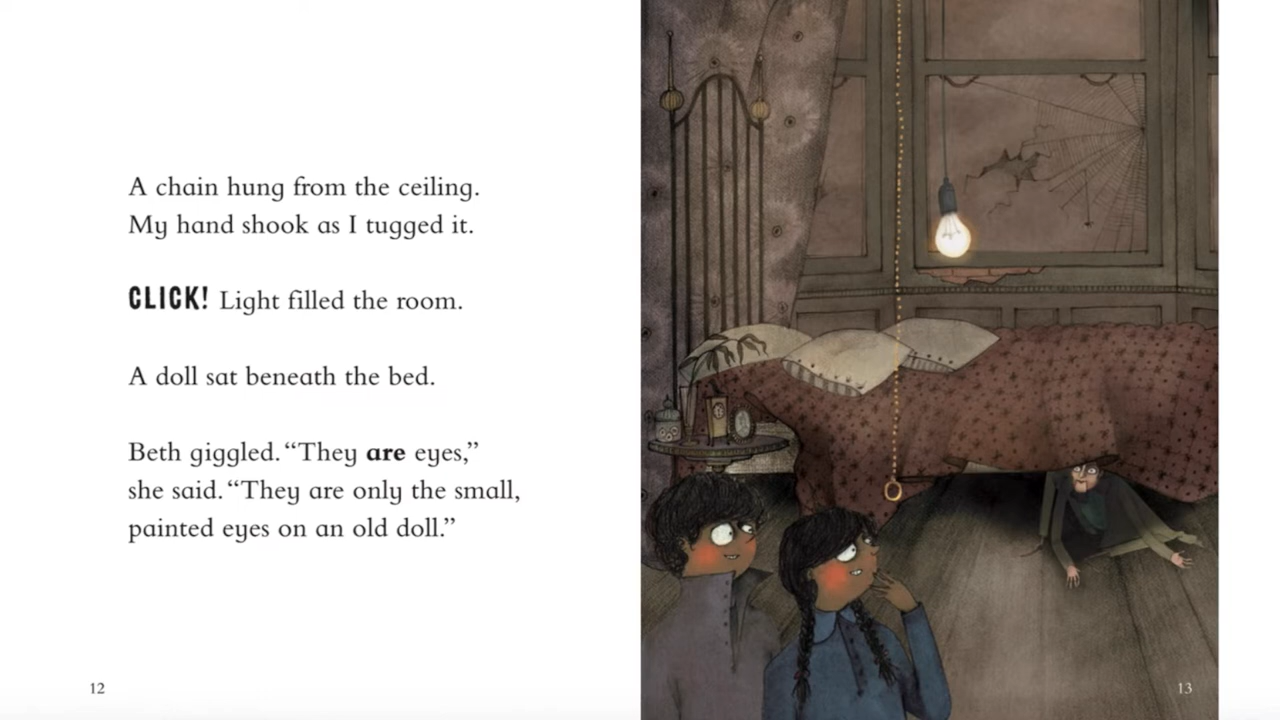 A chain hung from the ceiling.
My hand shook as I tugged it.
CLICK! Light filled the room.
A doll sat beneath the bed.
Beth giggled. “They are eyes,”
she said. “They are only the small,
painted eyes on an old doll.”
12
13